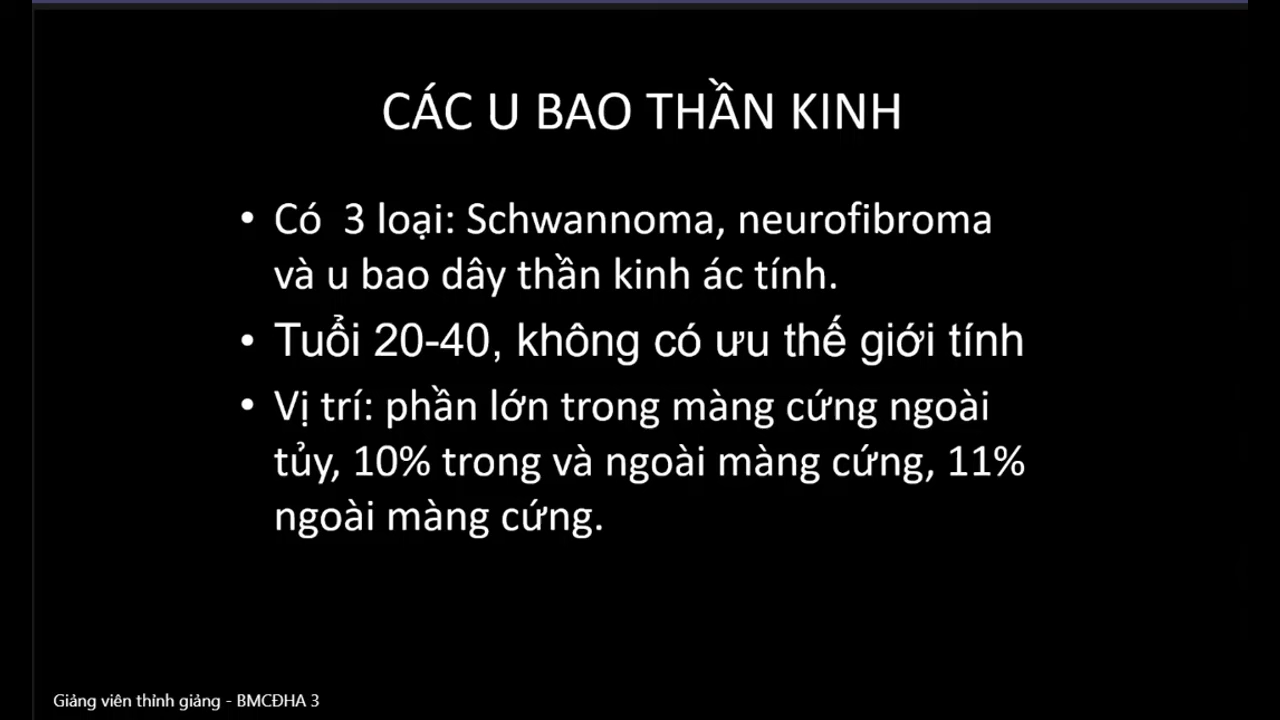 CÁC U BAO THẦN KINH
• Có 3 loại: Schwannoma, neurofibroma
và u bao dây thần kinh ác tính.
• Tuổi 20-40, không có ưu thế giới tính
• Vị trí: phần lớn trong màng cứng ngoài
tủy, 10% trong và ngoài màng cứng, 11%
ngoài màng cứng.
Giảng viên thỉnh giảng - BMCĐHA 3